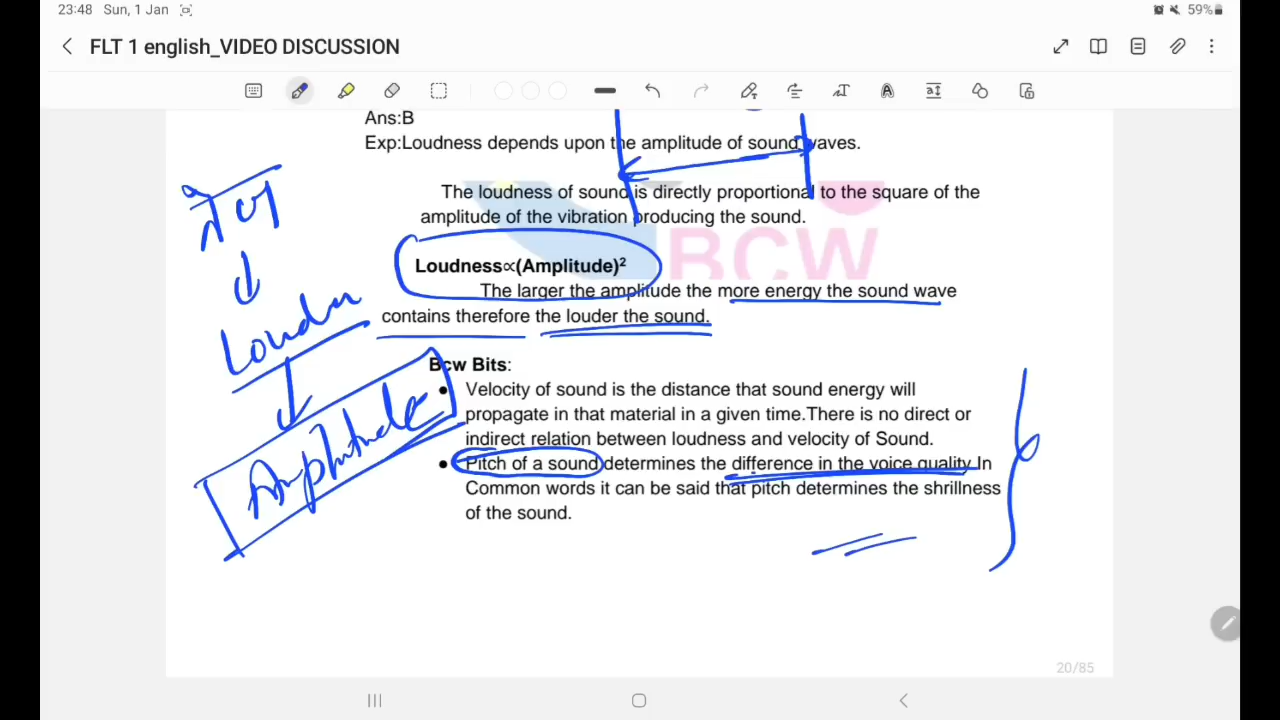 23:48 Sun, 1 Jan 59%
FLT 1 english_VIDEO DISCUSSION
Ans:B
Exp:Loudness depends upon the amplitude of sound waves.
The loudness of sound is directly proportional to the square of the
amplitude of the vibration producing the sound.
BCW
Loudness∝(Amplitude)²
The larger the amplitude the more energy the sound wave
contains therefore the louder the sound.
Louder
Bcw Bits:
• Velocity of sound is the distance that sound energy will
propagate in that material in a given time.There is no direct or
indirect relation between loudness and velocity of Sound.
Amplitude
• Pitch of a sound determines the difference in the voice quality.In
Common words it can be said that pitch determines the shrillness
of the sound.
20/85